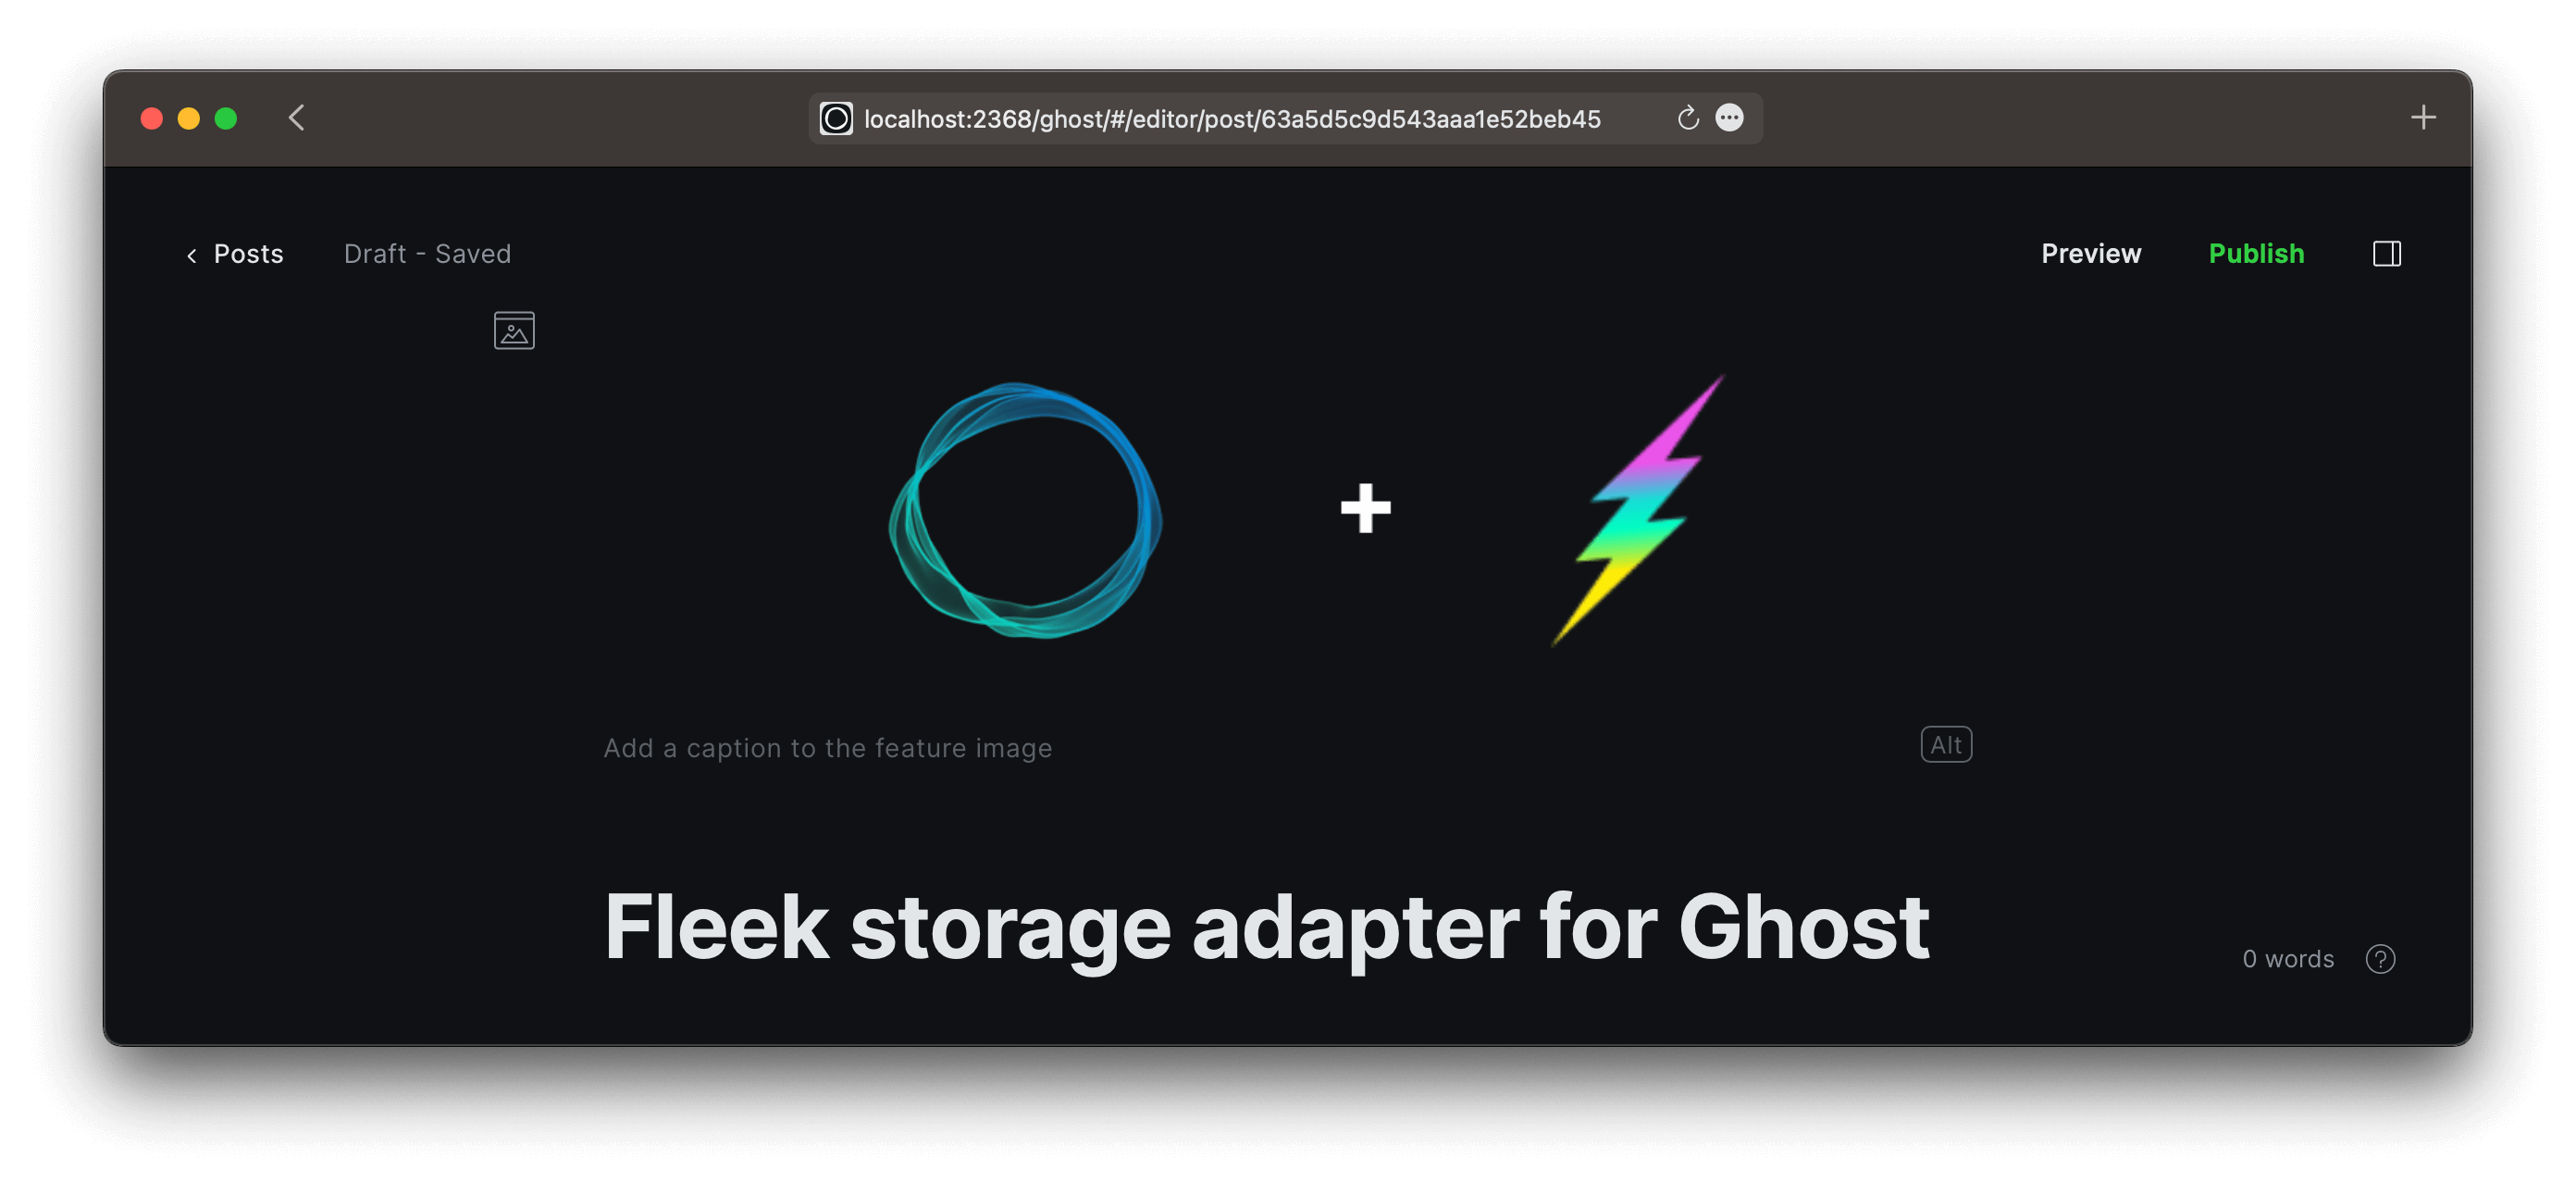 localhost:2368/ghost/#/editor/post/63a5d5c9d543aaa1e52beb45
Posts
Draft - Saved
Preview
Publish
Add a caption to the feature image
Alt
Fleek storage adapter for Ghost
0 words
?